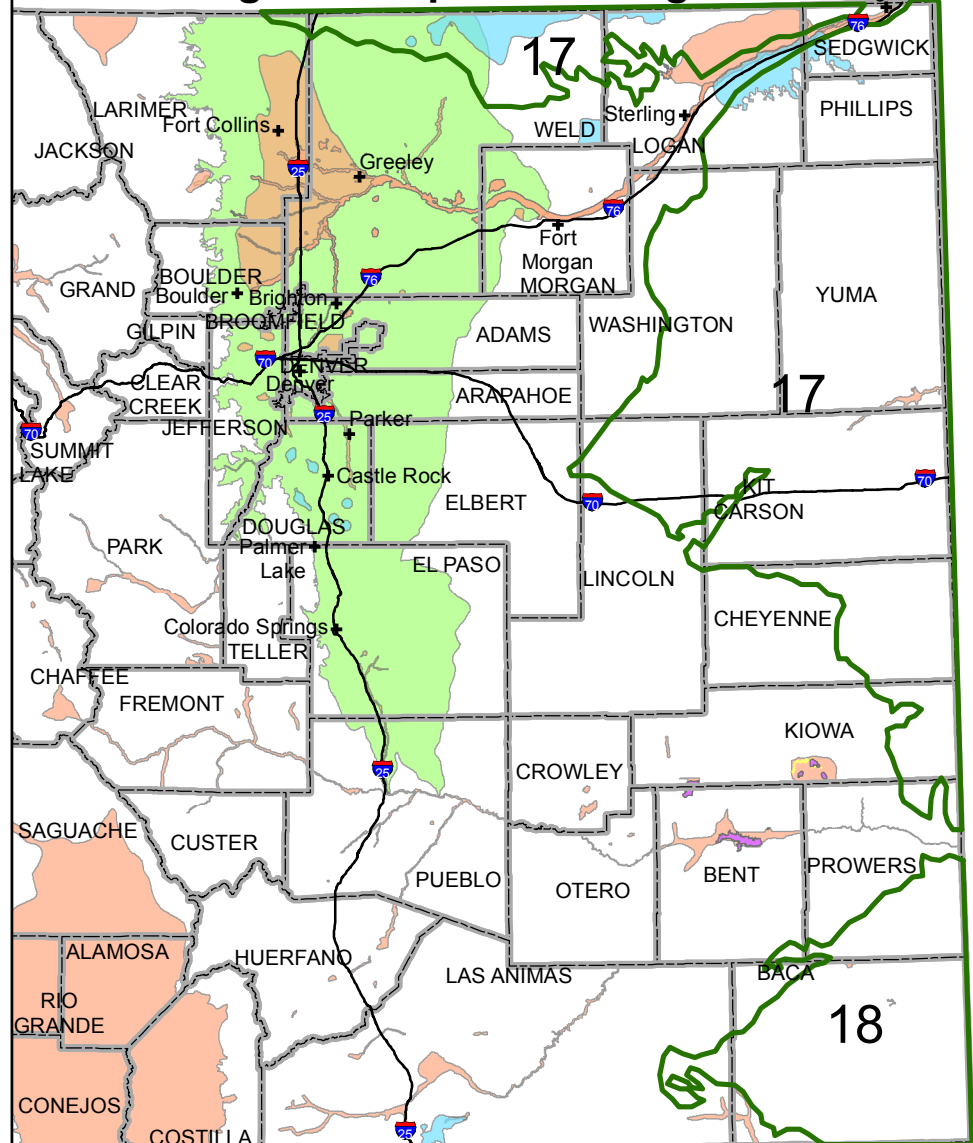 76
SEDGWICK
17
LARIMER
PHILLIPS
Fort Collins
Sterling
WELD
LOGAN
JACKSON
25
Greeley
76
Fort
Morgan
MORGAN
BOULDER
Boulder
Brighton
76
GRAND
YUMA
BROOMFIELD
GILPIN
ADAMS
WASHINGTON
70
DENVER
Denver
CLEAR
CREEK
ARAPAHOE
17
25
Parker
JEFFERSON
70
SUMMIT
LAKE
Castle Rock
KIT
CARSON
70
ELBERT
70
DOUGLAS
Palmer
Lake
PARK
EL PASO
LINCOLN
CHEYENNE
Colorado Springs
TELLER
CHAFFEE
FREMONT
KIOWA
25
CROWLEY
SAGUACHE
CUSTER
PUEBLO
OTERO
BENT
PROWERS
ALAMOSA
HUERFANO
LAS ANIMAS
BACA
RIO
GRANDE
18
CONEJOS
COSTILLA
25